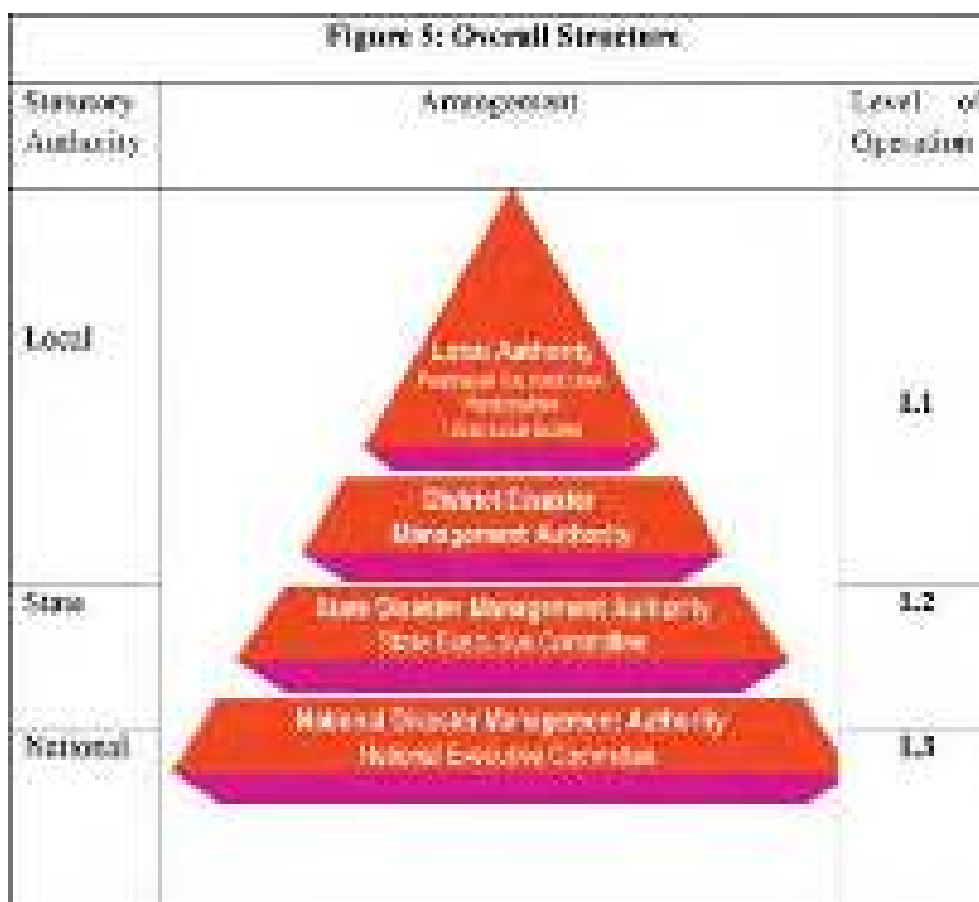 Figure 5: Overall Structure
Statutory
Authority
Arrangement
Level of
Operation
Local
Local Authority
L1
District Disaster
Management Authority
State
State Disaster Management Authority
State Executive Committee
L2
National
National Disaster Management Authority
National Executive Committee
L3